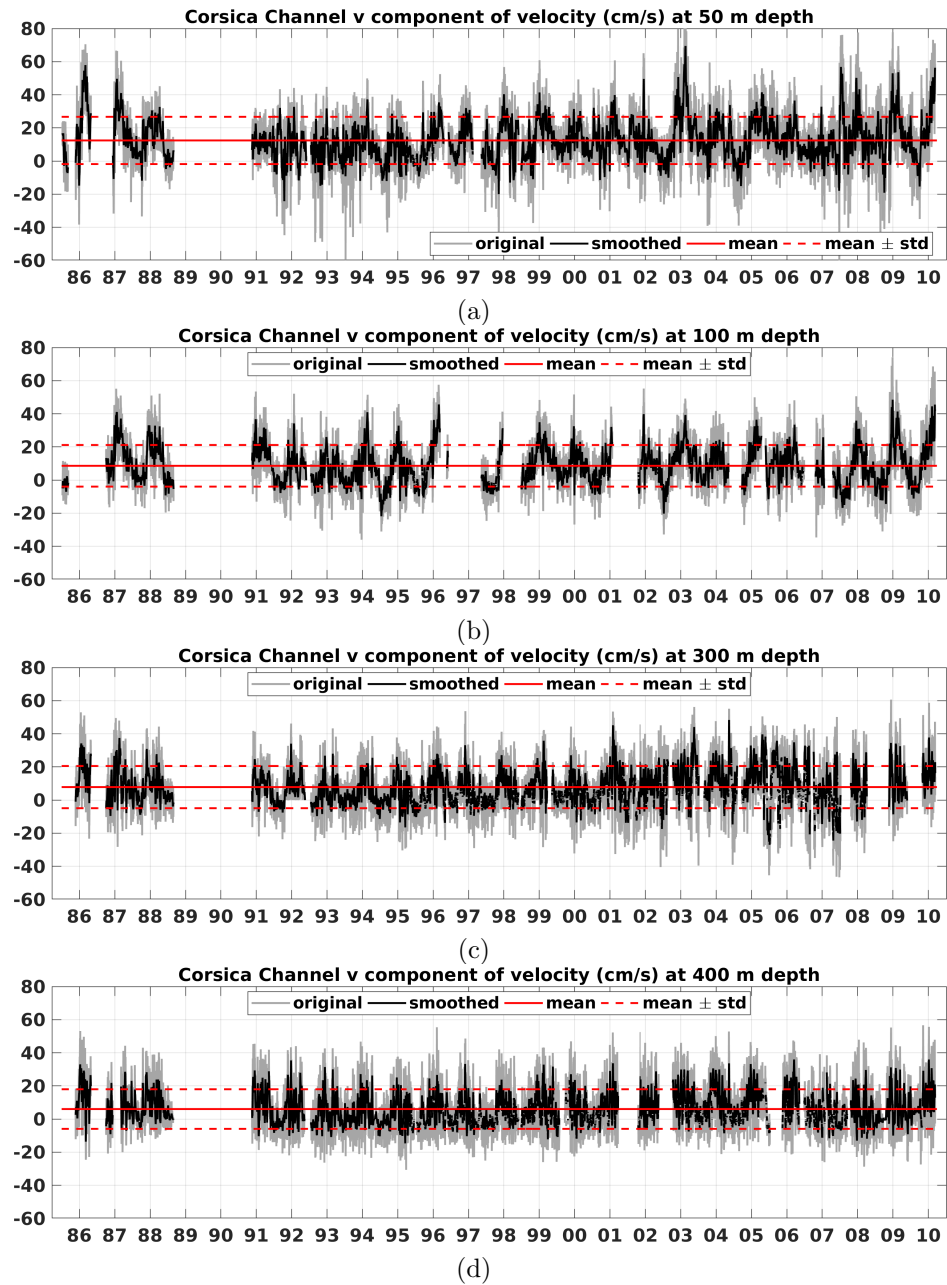 Corsica Channel v component of velocity (cm/s) at 50 m depth
80
60
40
20
0
-20
-40
-60
original smoothed mean mean ± std
86 87 88 89 90 91 92 93 94 95 96 97 98 99 00 01 02 03 04 05 06 07 08 09 10
(a)
Corsica Channel v component of velocity (cm/s) at 100 m depth
80
original smoothed mean mean ± std
60
40
20
0
-20
-40
-60
86 87 88 89 90 91 92 93 94 95 96 97 98 99 00 01 02 03 04 05 06 07 08 09 10
(b)
Corsica Channel v component of velocity (cm/s) at 300 m depth
80
original smoothed mean mean ± std
60
40
20
0
-20
-40
-60
86 87 88 89 90 91 92 93 94 95 96 97 98 99 00 01 02 03 04 05 06 07 08 09 10
(c)
Corsica Channel v component of velocity (cm/s) at 400 m depth
80
original smoothed mean mean ± std
60
40
20
0
-20
-40
-60
86 87 88 89 90 91 92 93 94 95 96 97 98 99 00 01 02 03 04 05 06 07 08 09 10
(d)